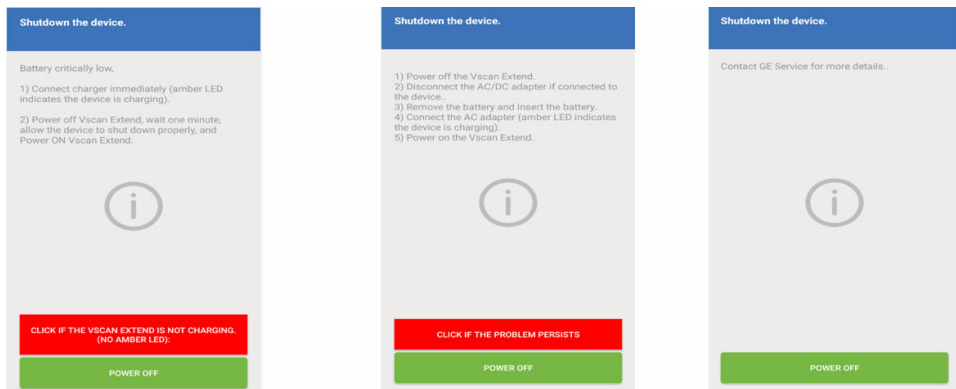 Shutdown the device.
Battery critically low,
1) Connect charger immediately (amber LED
indicates the device is charging).
2) Power off Vscan Extend, wait one minute,
allow the device to shut down properly, and
Power ON Vscan Extend.
i
CLICK IF THE VSCAN EXTEND IS NOT CHARGING.
(NO AMBER LED):
POWER OFF
Shutdown the device.
1) Power off the Vscan Extend.
2) Disconnect the AC/DC adapter if connected to
the device..
3) Remove the battery and Insert the battery.
4) Connect the AC adapter (amber LED indicates
the device is charging).
5) Power on the Vscan Extend.
i
CLICK IF THE PROBLEM PERSISTS
POWER OFF
Shutdown the device.
Contact GE Service for more details..
i
POWER OFF